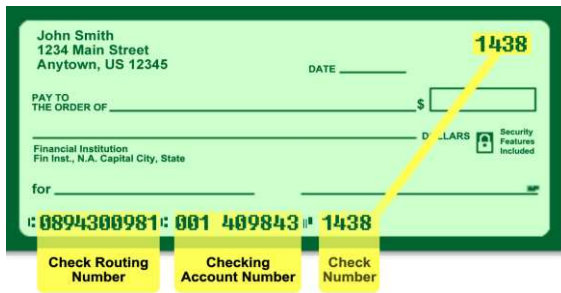 John Smith
1234 Main Street
Anytown, US 12345
1438
DATE
PAY TO
THE ORDER OF
$
DOLLARS
Security
Features
Included
Financial Institution
Fin Inst., N.A. Capital City, State
for
MP
⑆0894300981⑆ 001 409843⑈ 1438
Check Routing
Number
Checking
Account Number
Check
Number